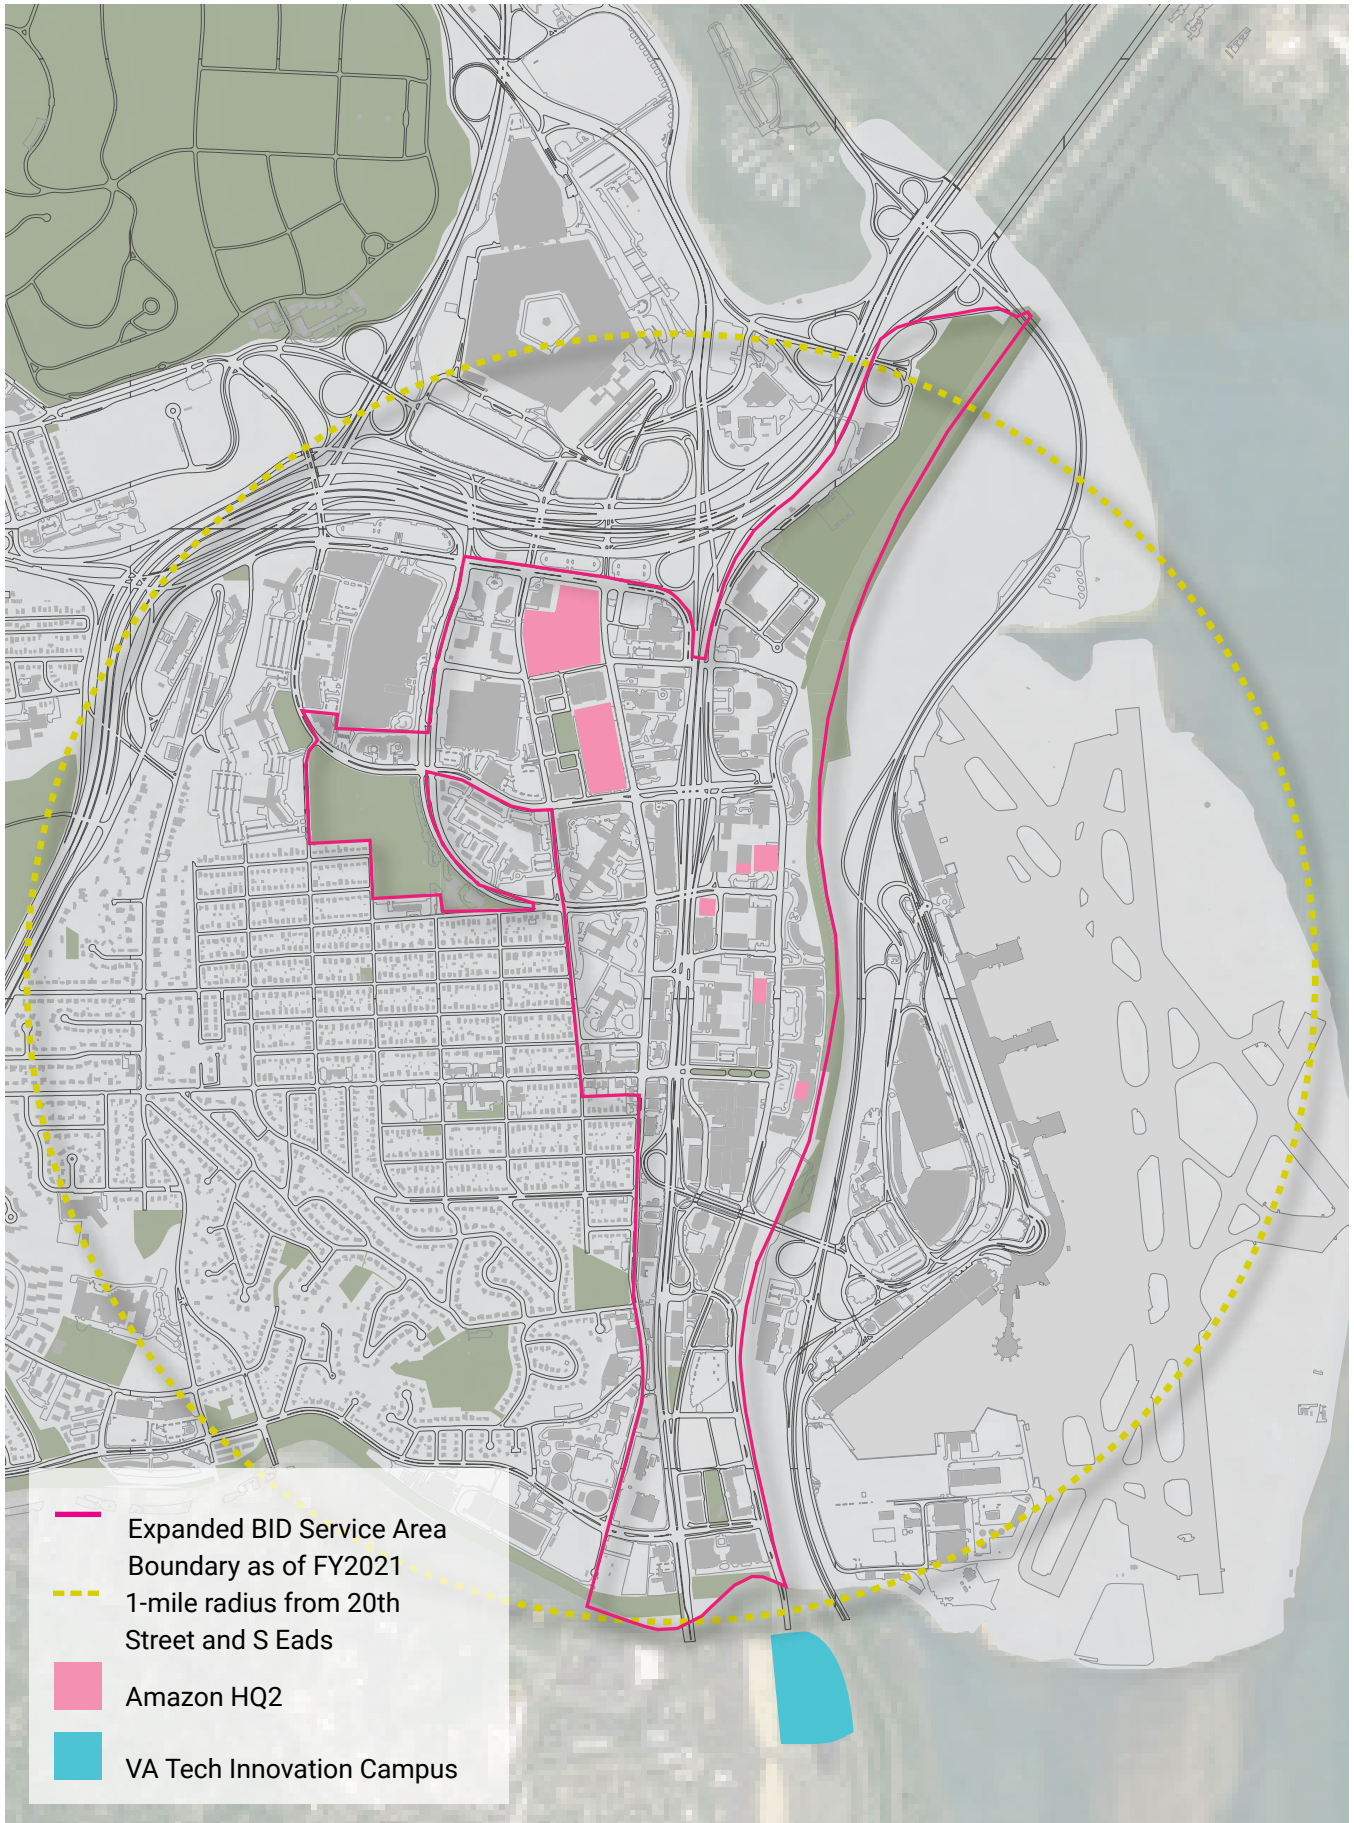 Expanded BID Service Area
Boundary as of FY2021
1-mile radius from 20th
Street and S Eads
Amazon HQ2
VA Tech Innovation Campus